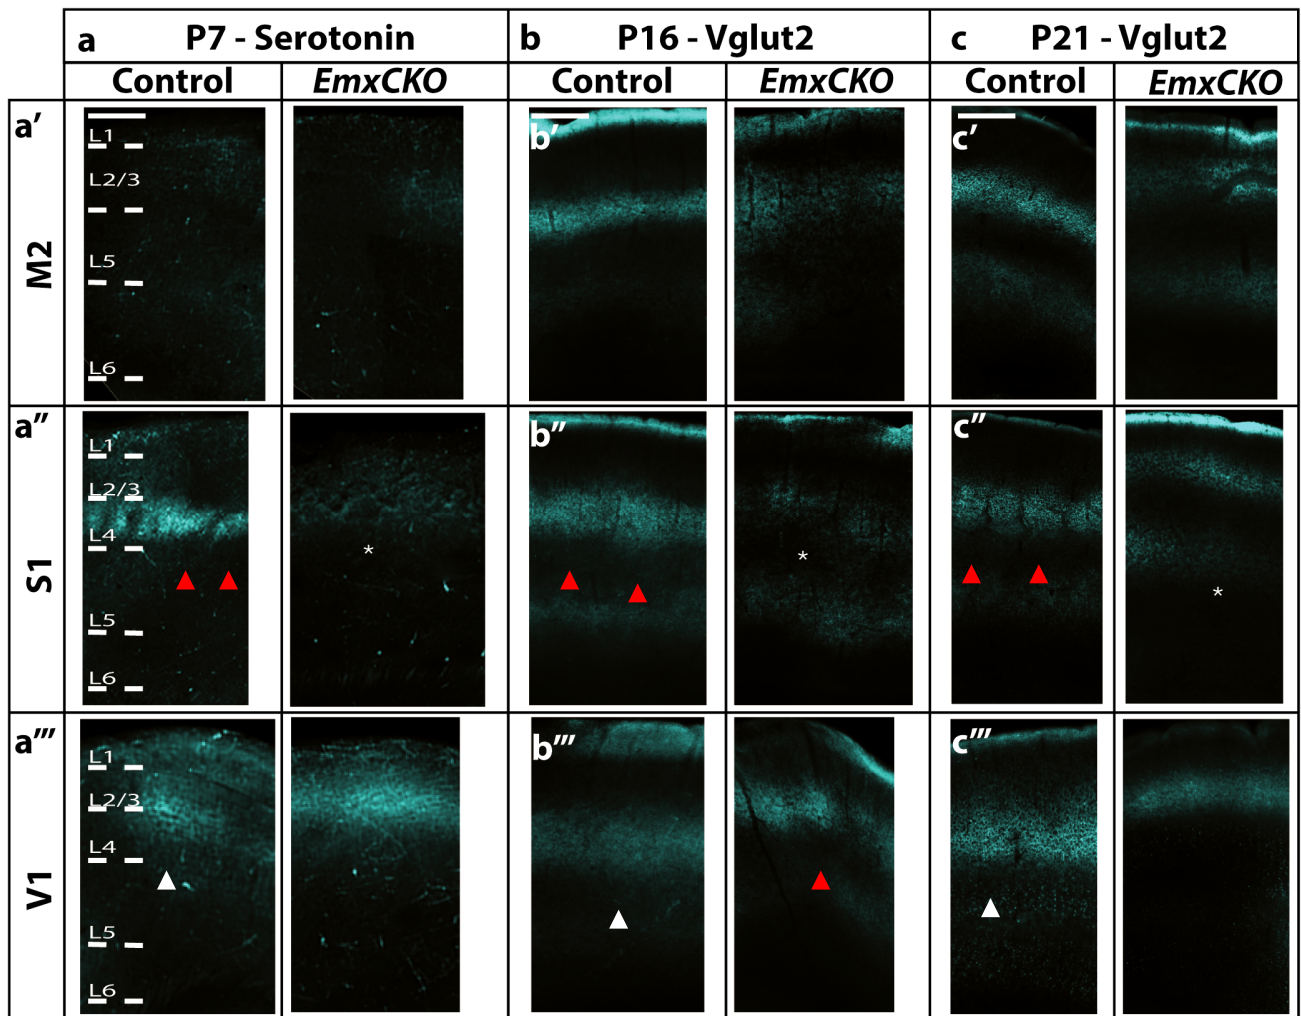 a P7 - Serotonin b P16 - Vglut2 c P21 - Vglut2
Control EmxCKO Control EmxCKO Control EmxCKO
M2
a′ b′ c′
L1
L2/3
L5
L6
S1
a″ b″ c″
L1
L2/3
L4
*
*
*
L5
L6
V1
a‴ b‴ c‴
L1
L2/3
L4
L5
L6